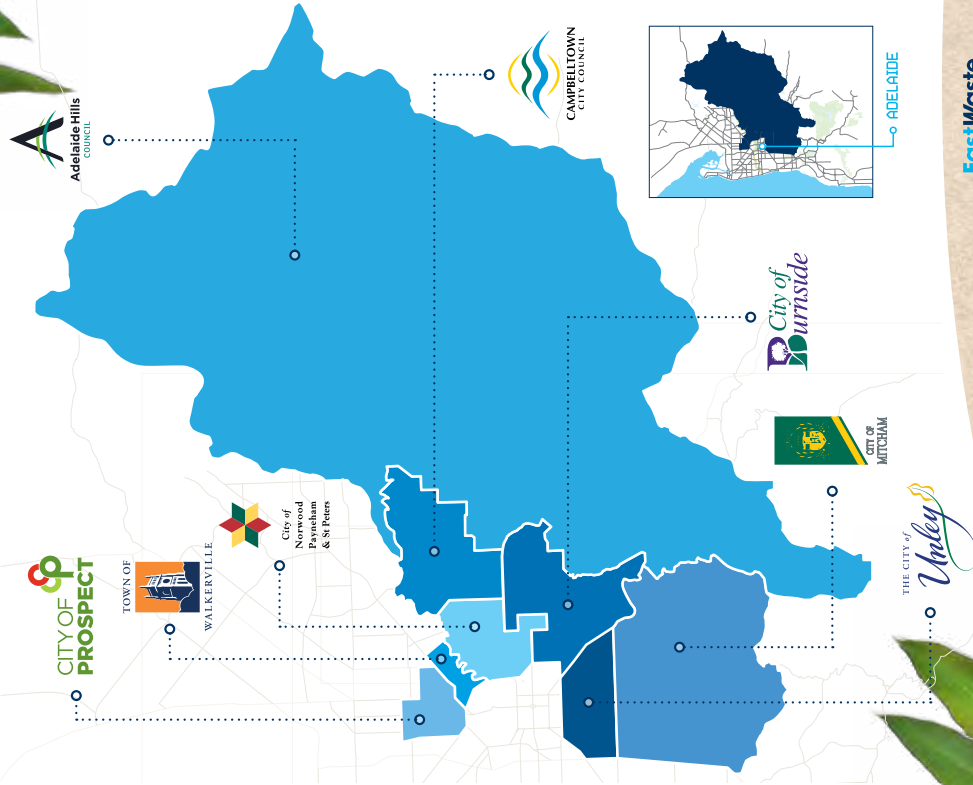 Adelaide Hills
COUNCIL
CAMPBELLTOWN
CITY COUNCIL
ADELAIDE
EastWaste
City of
Burnside
CITY OF
MITCHAM
THE CITY of
Unley
City of
Norwood
Payneham
& St Peters
TOWN OF
WALKERVILLE
CITY OF
PROSPECT